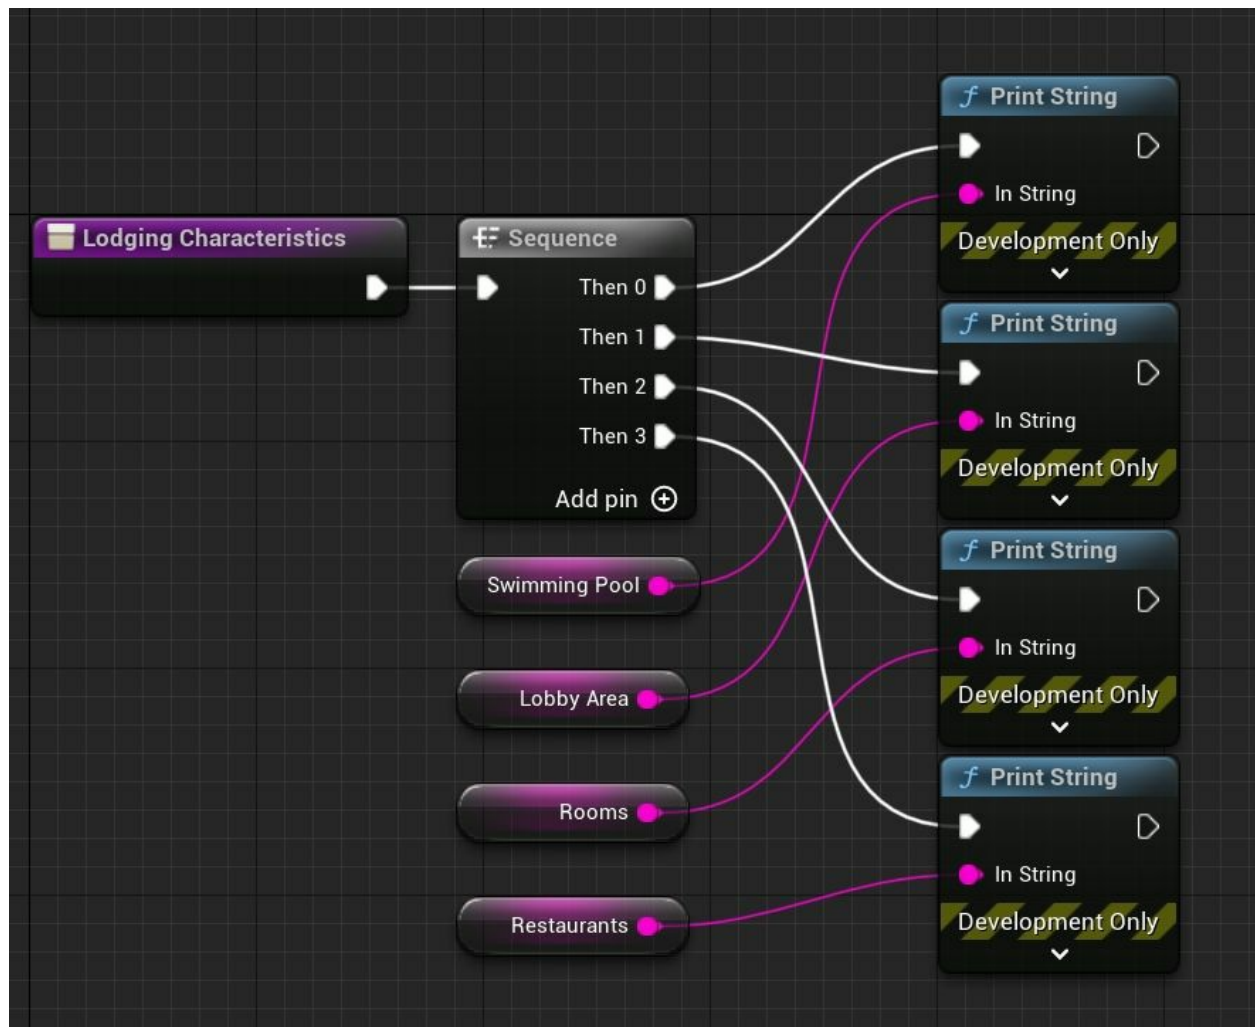 Lodging Characteristics
Sequence
Then 0
Then 1
Then 2
Then 3
Add pin
Swimming Pool
Lobby Area
Rooms
Restaurants
Print String
In String
Development Only
Print String
In String
Development Only
Print String
In String
Development Only
Print String
In String
Development Only